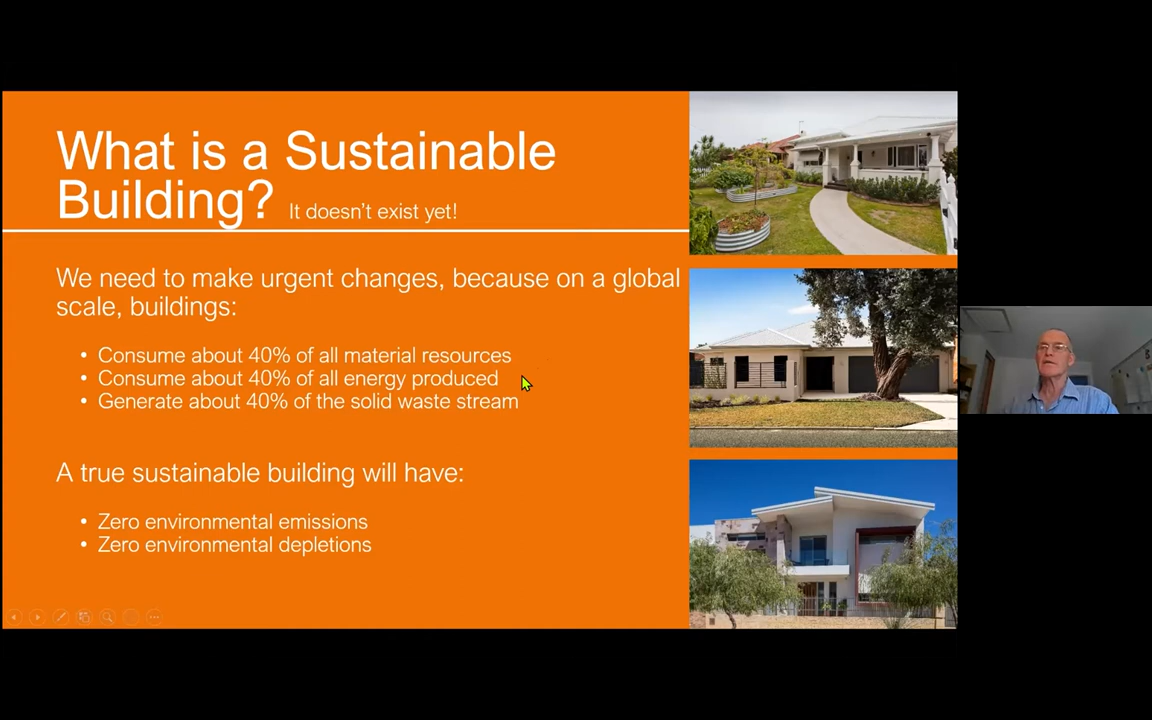 What is a Sustainable
Building? It doesn't exist yet!
We need to make urgent changes, because on a global
scale, buildings:
• Consume about 40% of all material resources
• Consume about 40% of all energy produced
• Generate about 40% of the solid waste stream
A true sustainable building will have:
• Zero environmental emissions
• Zero environmental depletions